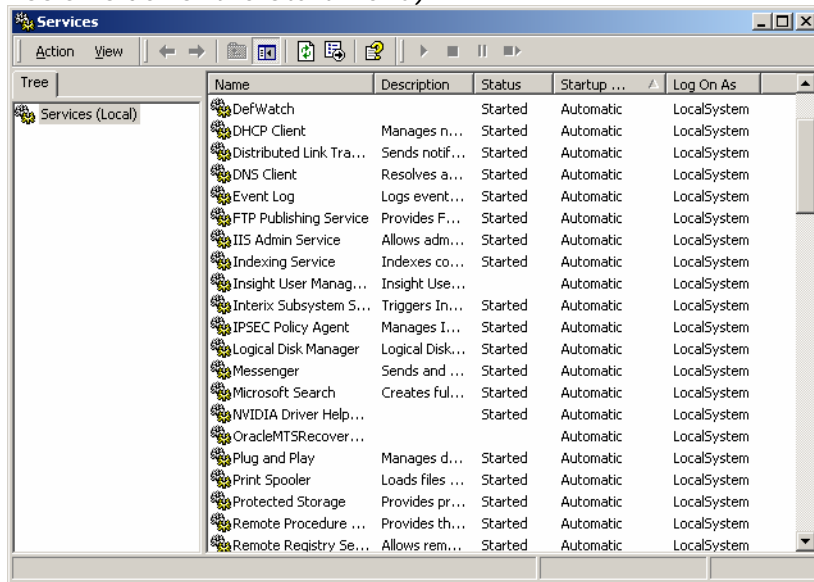 Services
Action View
Tree
Services (Local)
Name Description Status Startup ... Log On As
DefWatch Started Automatic LocalSystem
DHCP Client Manages n... Started Automatic LocalSystem
Distributed Link Tra... Sends notif... Started Automatic LocalSystem
DNS Client Resolves a... Started Automatic LocalSystem
Event Log Logs event... Started Automatic LocalSystem
FTP Publishing Service Provides F... Started Automatic LocalSystem
IIS Admin Service Allows adm... Started Automatic LocalSystem
Indexing Service Indexes co... Started Automatic LocalSystem
Insight User Manag... Insight Use... Automatic LocalSystem
Interix Subsystem S... Triggers In... Started Automatic LocalSystem
IPSEC Policy Agent Manages I... Started Automatic LocalSystem
Logical Disk Manager Logical Disk... Started Automatic LocalSystem
Messenger Sends and ... Started Automatic LocalSystem
Microsoft Search Creates ful... Started Automatic LocalSystem
NVIDIA Driver Help... Started Automatic LocalSystem
OracleMTSRecover... Automatic LocalSystem
Plug and Play Manages d... Started Automatic LocalSystem
Print Spooler Loads files ... Started Automatic LocalSystem
Protected Storage Provides pr... Started Automatic LocalSystem
Remote Procedure ... Provides th... Started Automatic LocalSystem
Remote Registry Se... Allows rem... Started Automatic LocalSystem